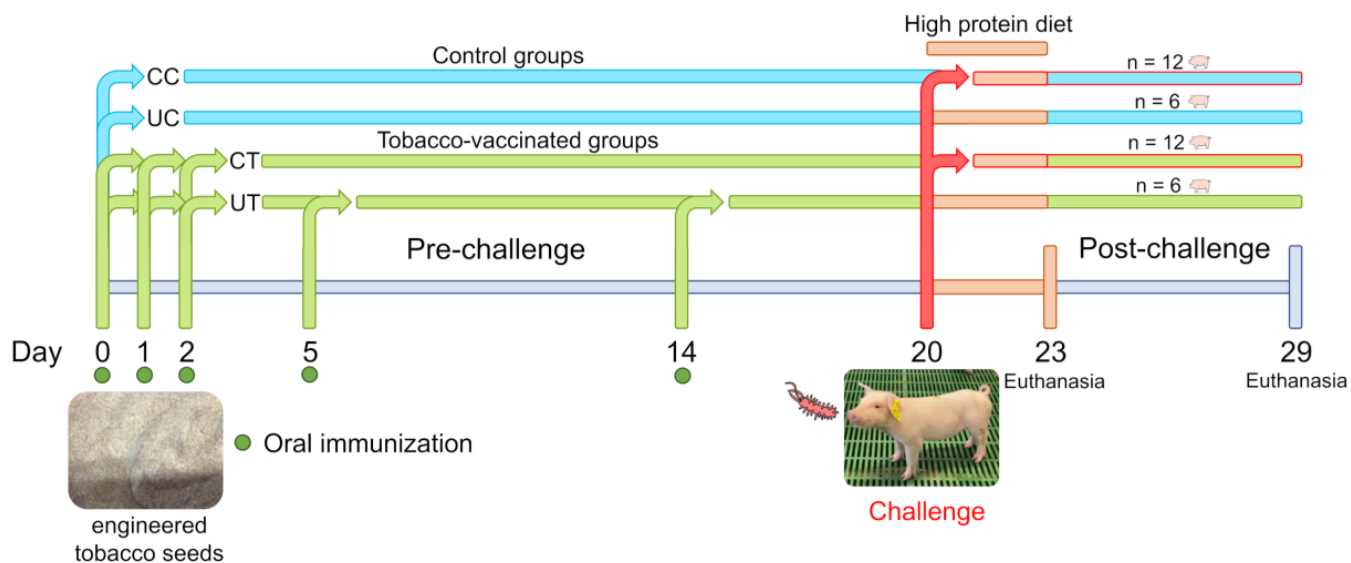 High protein diet
Control groups
CC
n = 12
UC
n = 6
Tobacco-vaccinated groups
CT
n = 12
UT
n = 6
Pre-challenge
Post-challenge
Day 0 1 2 5 14 20 23 29
Euthanasia
Euthanasia
Oral immunization
Challenge
engineered
tobacco seeds